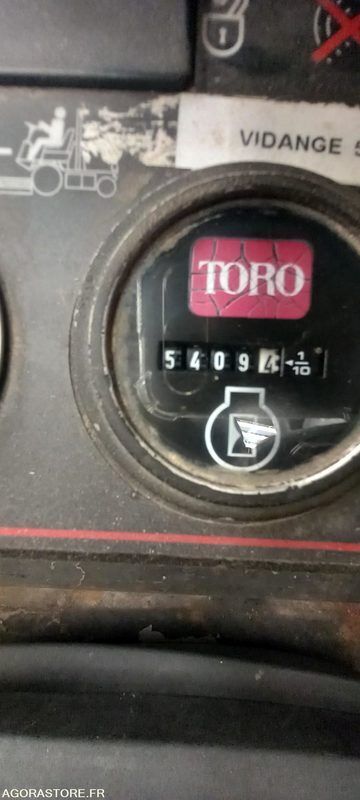 VIDANGE 5
TORO
54094 1/10
AGORASTORE.FR